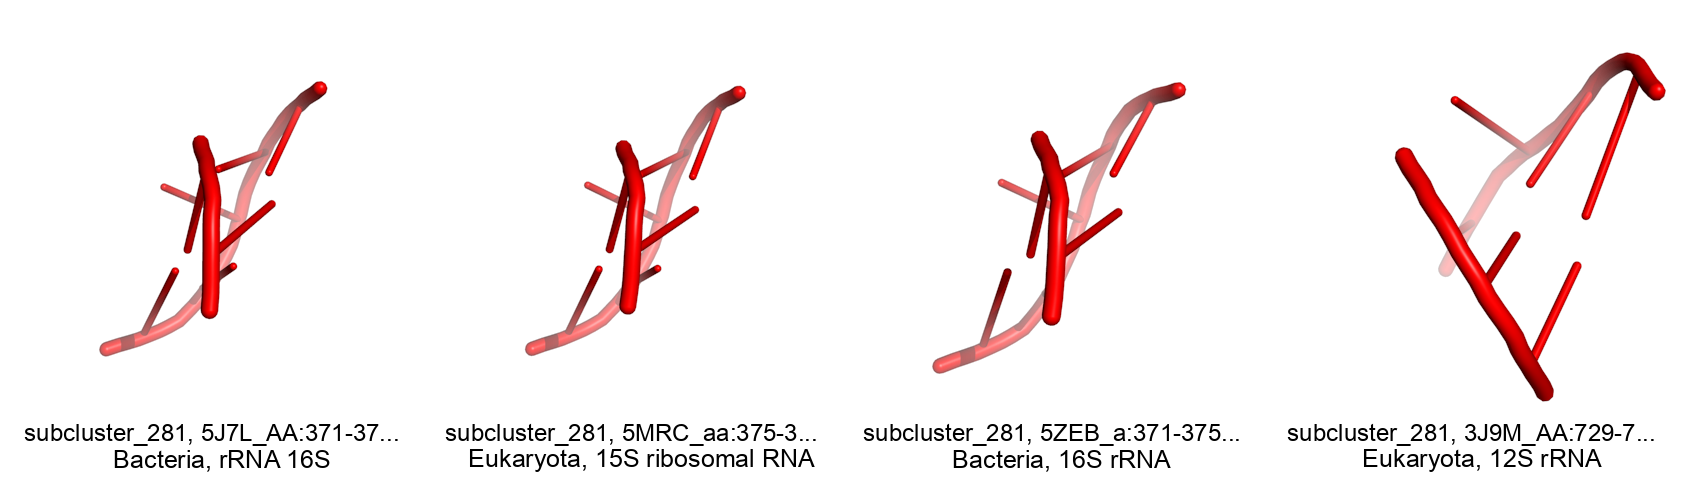 subcluster_281, 5J7L_AA:371-37...
Bacteria, rRNA 16S
subcluster_281, 5MRC_aa:375-3...
Eukaryota, 15S ribosomal RNA
subcluster_281, 5ZEB_a:371-375...
Bacteria, 16S rRNA
subcluster_281, 3J9M_AA:729-7...
Eukaryota, 12S rRNA